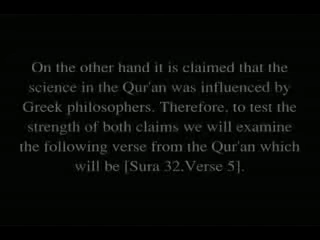 On the other hand it is claimed that the
science in the Qur'an was influenced by
Greek philosophers. Therefore, to test the
strength of both claims we will examine
the following verse from the Qur'an which
will be [Sura 32,Verse 5].